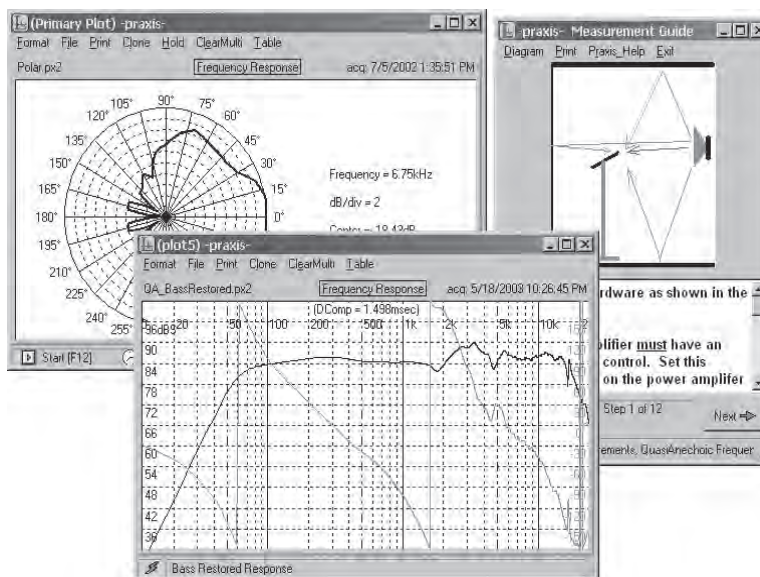 (Primary Plot) -praxis-
Format File Print Clone Hold ClearMulti Table
Polar.px2 Frequency Response acq: 7/5/2002 1:35:51 PM
105° 90° 75°
120° 60°
135° 45°
150° 30°
165° 15°
180° 0°
195°
210°
225°
240°
255°
Frequency = 6.75kHz
dB/div = 2
Start [F12]
praxis- Measurement Guide
Diagram Print Praxis_Help Exit
rdware as shown in the
plifier must have an
control. Set this
on the power amplifer
Step 1 of 12
Next
rements, QuasiAnechoic Frequer
(plot5) -praxis-
Format File Print Clone ClearMulti Table
QA_BassRestored.px2 Frequency Response acq: 5/18/2003 10:26:45 PM
(DComp = 1.498msec)
20 50 100 200 500 1k 2k 5k 10k 2
96dBS
90
84
78
72
66
60
54
48
42
36
Bass Restored Response